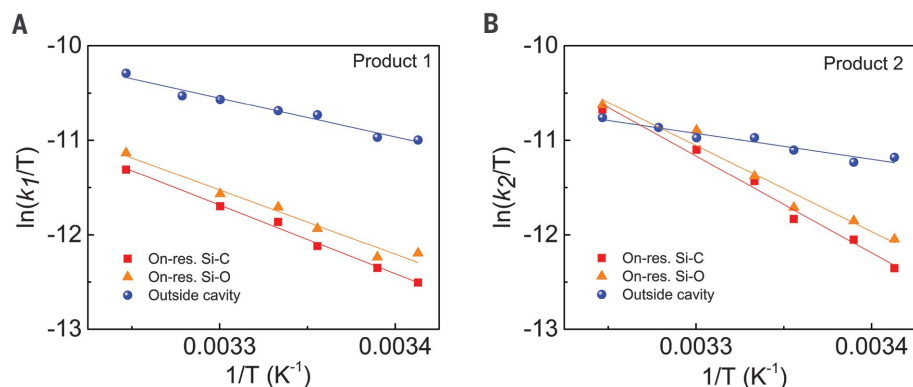 A
-10
-11
-12
-13
ln(k1/T)
Product 1
On-res. Si-C
On-res. Si-O
Outside cavity
0.0033
0.0034
1/T (K-1)
B
-10
-11
-12
-13
ln(k2/T)
Product 2
On-res. Si-C
On-res. Si-O
Outside cavity
0.0033
0.0034
1/T (K-1)